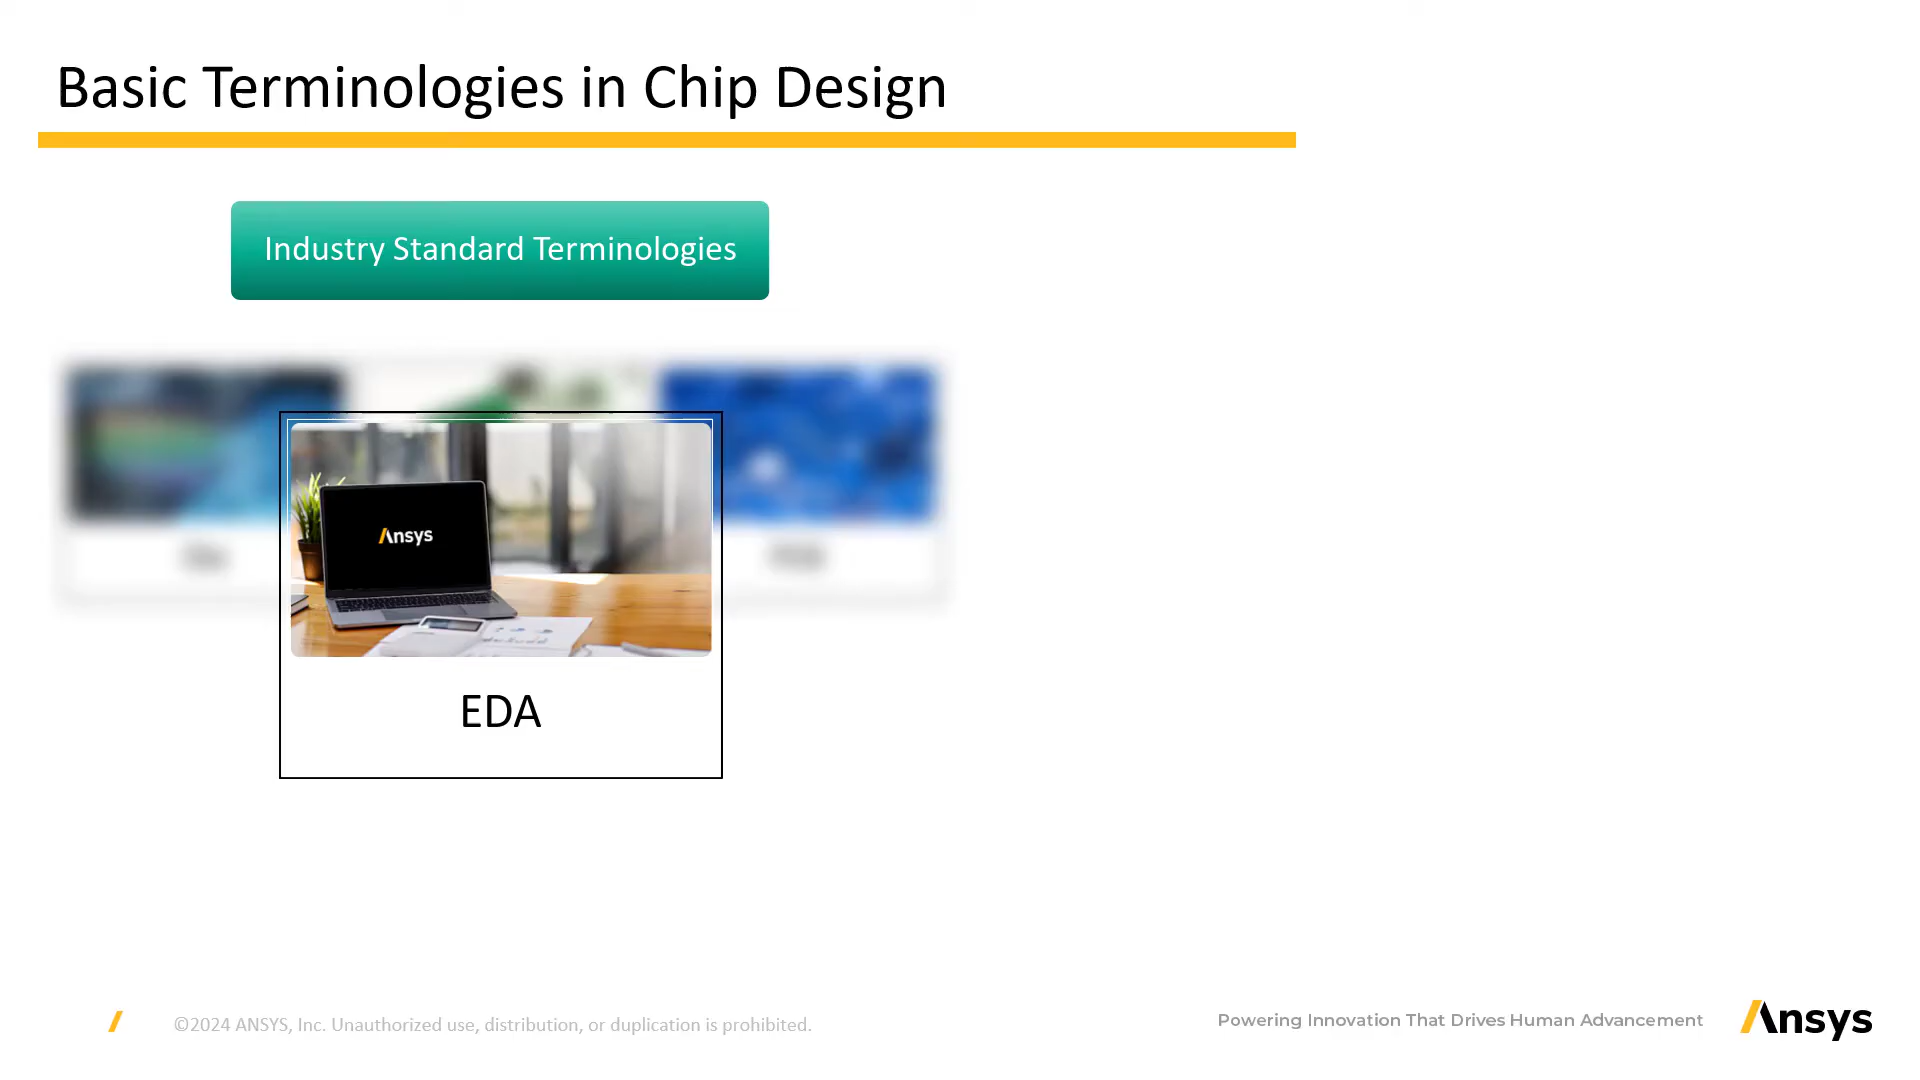 Basic Terminologies in Chip Design
Industry Standard Terminologies
Ansys
EDA
©2024 ANSYS, Inc. Unauthorized use, distribution, or duplication is prohibited.
Powering Innovation That Drives Human Advancement
Ansys